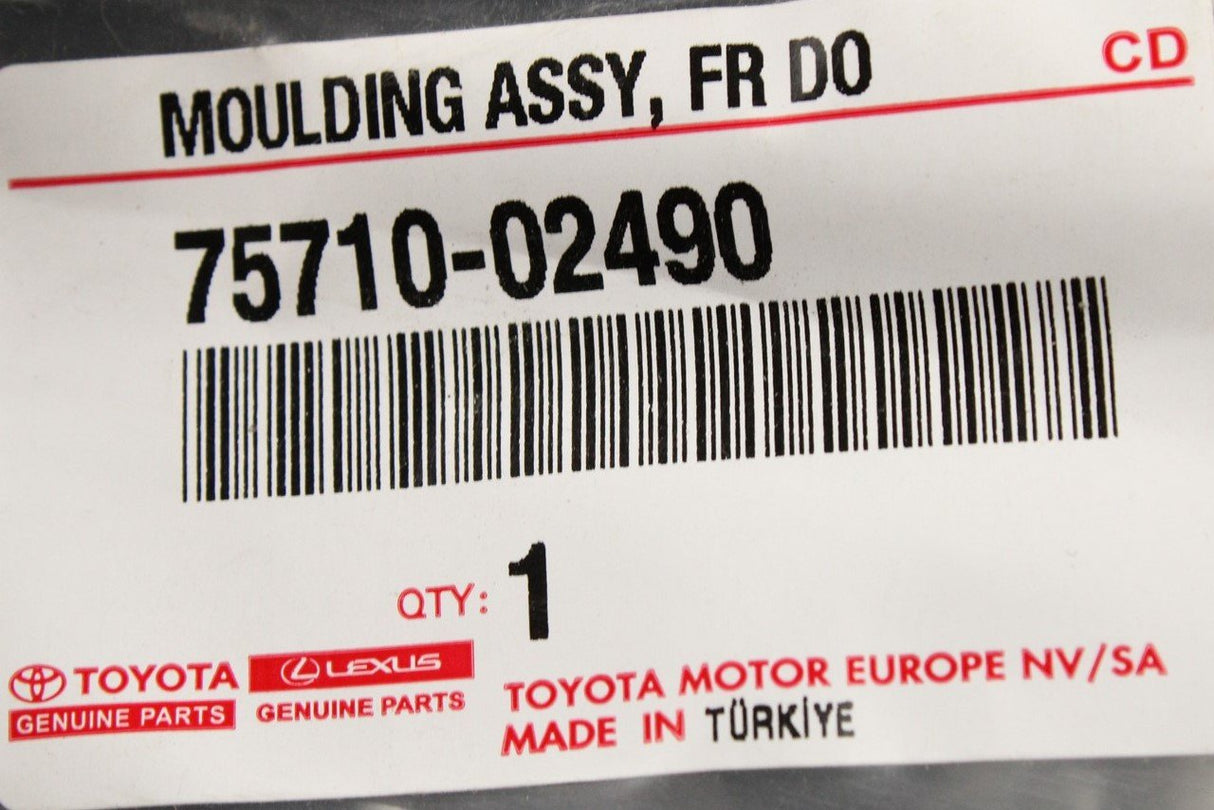 CD
MOULDING ASSY, FR DO
75710-02490
QTY: 1
TOYOTA
GENUINE PARTS
LEXUS
GENUINE PARTS
TOYOTA MOTOR EUROPE NV/SA
MADE IN TÜRKİYE